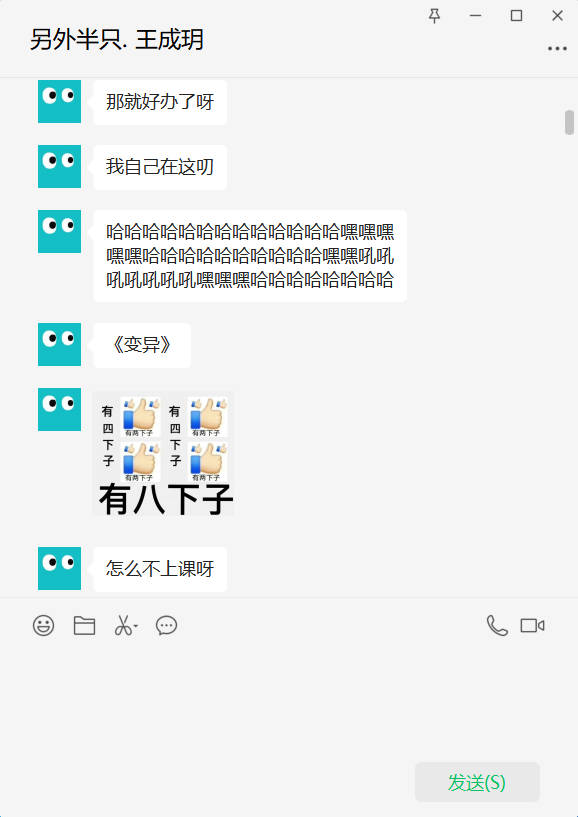 另外半只. 王成玥
那就好办了呀
我自己在这叨
哈哈哈哈哈哈哈哈哈哈哈哈哈嘿嘿嘿
嘿嘿哈哈哈哈哈哈哈哈哈哈嘿嘿吼吼
吼吼吼吼吼嘿嘿嘿哈哈哈哈哈哈哈哈
《变异》
有四下子
有两下子
有四下子
有两下子
有两下子
有两下子
有八下子
怎么不上课呀
发送(S)